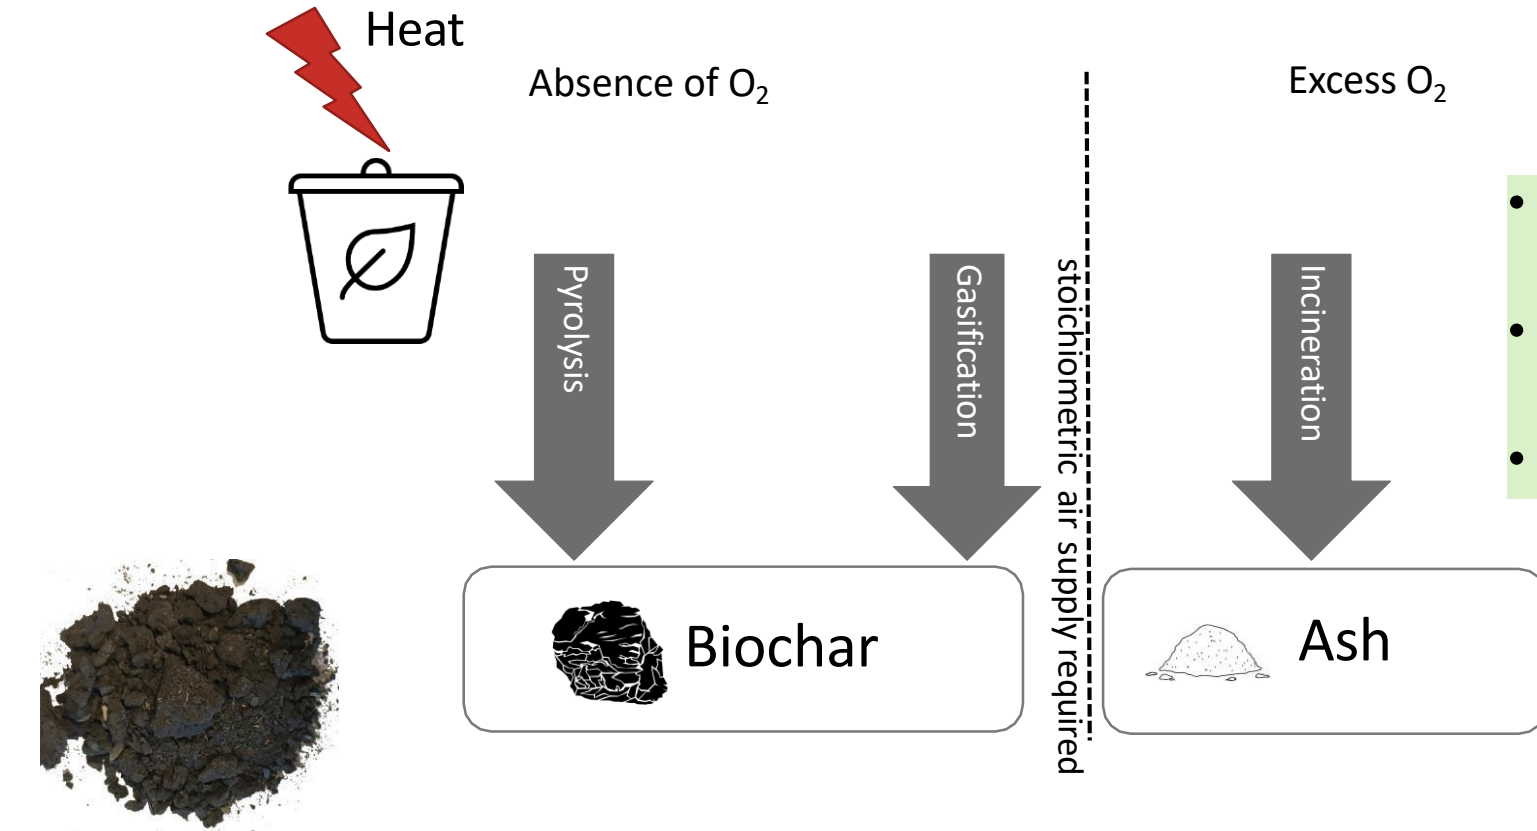 Heat
Absence of O₂
Excess O₂
Pyrolysis
Gasification
stoichiometric air supply required
Incineration
•
•
•
Biochar
Ash